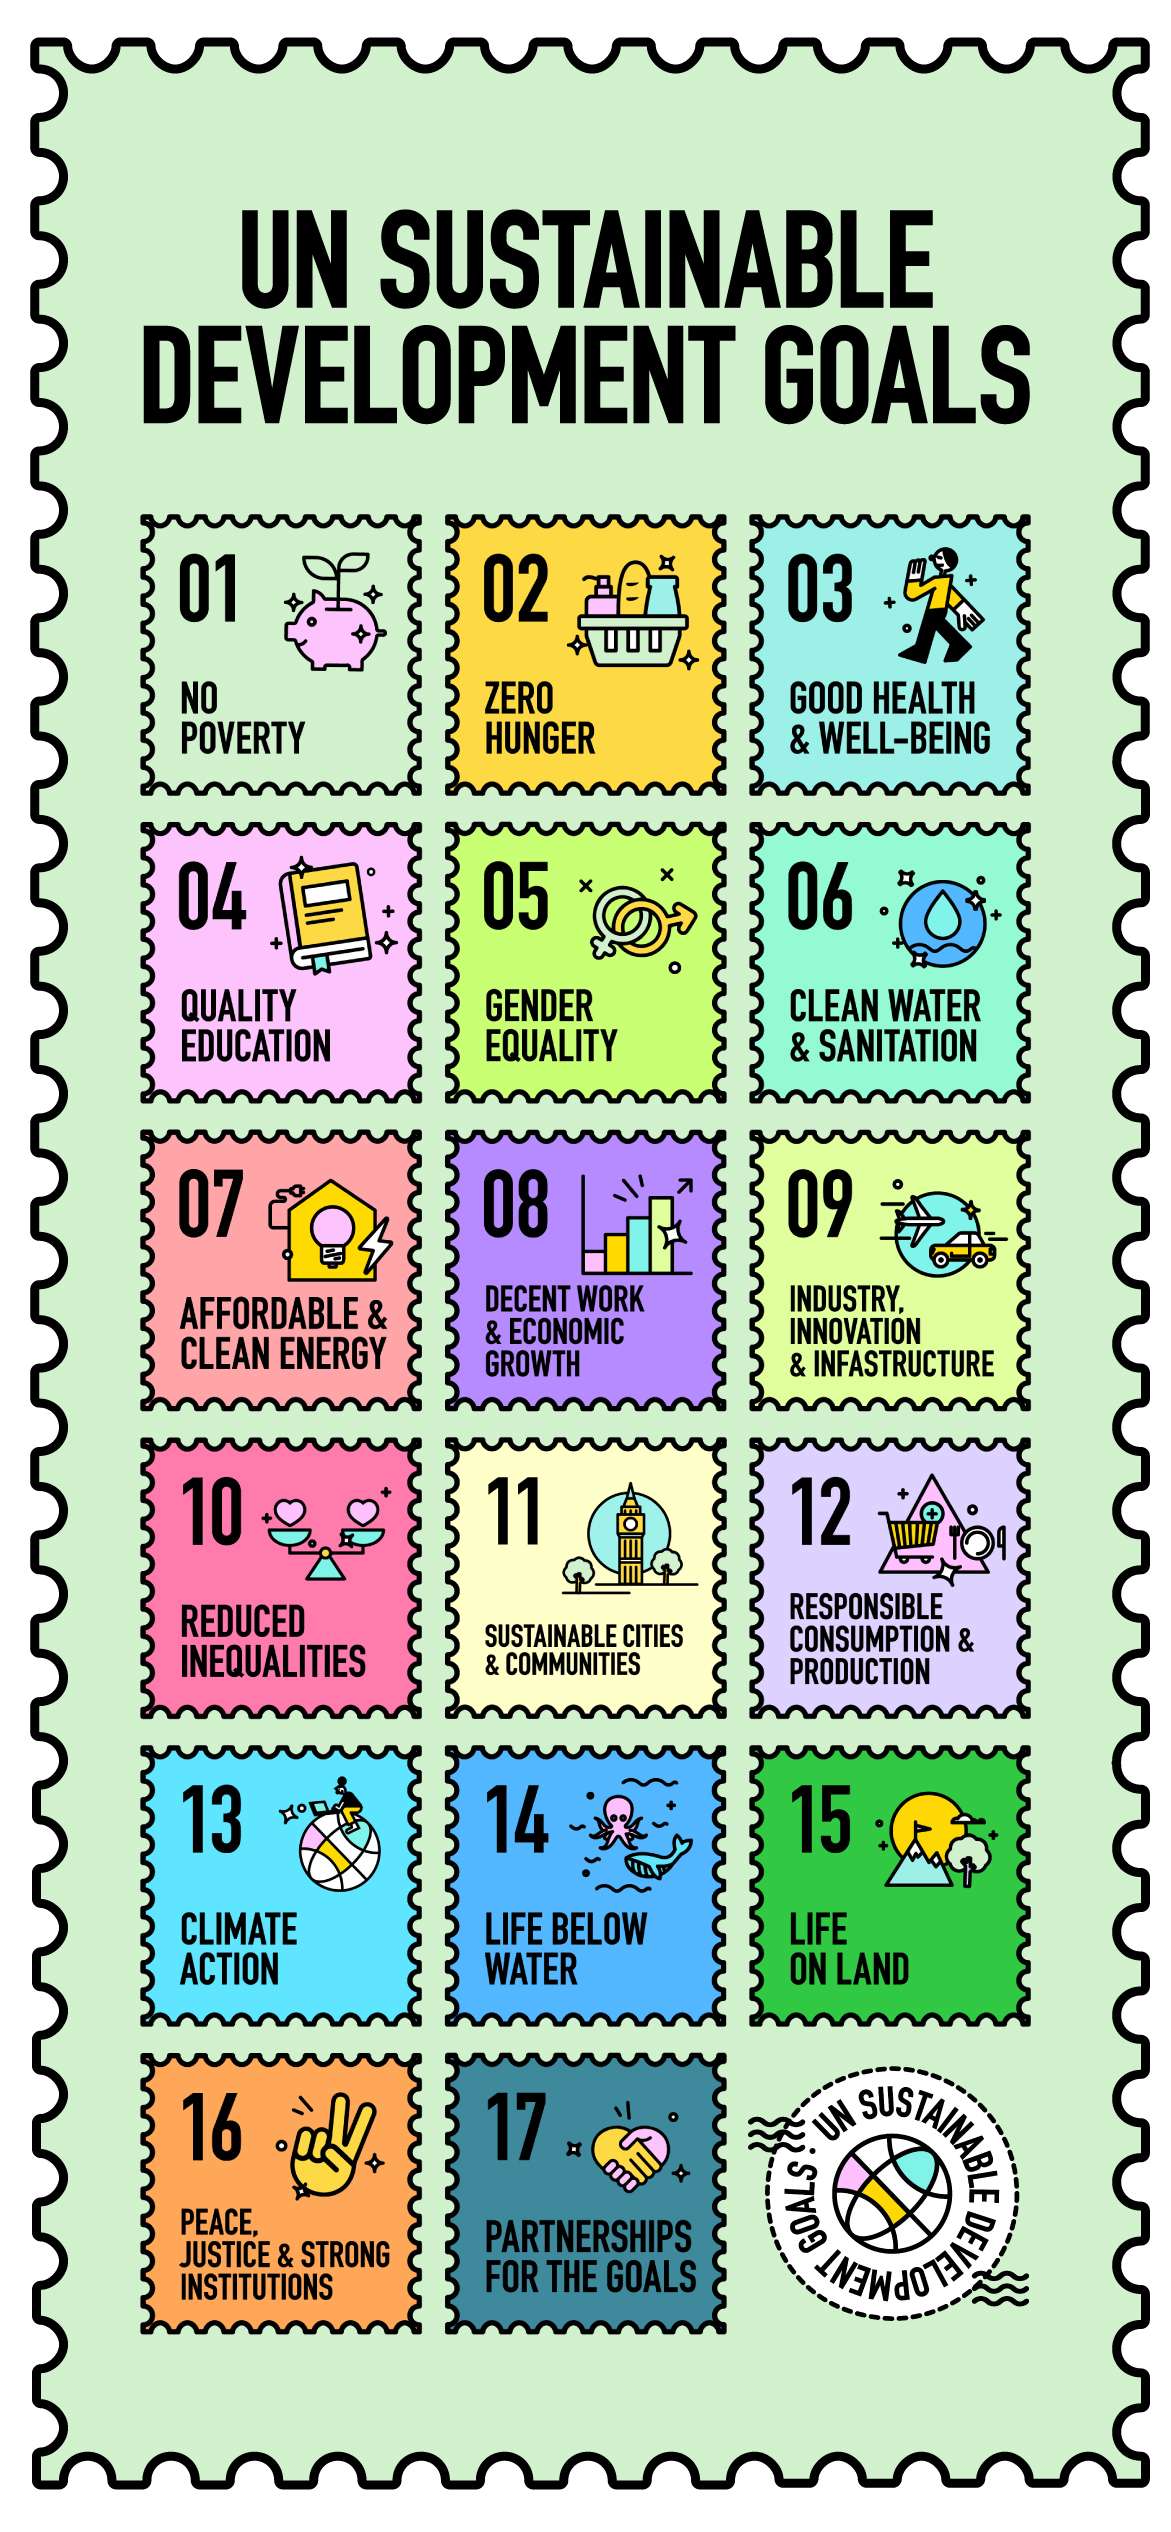 UN SUSTAINABLE
DEVELOPMENT GOALS
01
NO
POVERTY
02
ZERO
HUNGER
03
GOOD HEALTH
& WELL-BEING
04
QUALITY
EDUCATION
05
GENDER
EQUALITY
06
CLEAN WATER
& SANITATION
07
AFFORDABLE &
CLEAN ENERGY
08
DECENT WORK
& ECONOMIC
GROWTH
09
INDUSTRY,
INNOVATION
& INFASTRUCTURE
10
REDUCED
INEQUALITIES
11
SUSTAINABLE CITIES
& COMMUNITIES
12
RESPONSIBLE
CONSUMPTION &
PRODUCTION
13
CLIMATE
ACTION
14
LIFE BELOW
WATER
15
LIFE
ON LAND
16
PEACE,
JUSTICE & STRONG
INSTITUTIONS
17
PARTNERSHIPS
FOR THE GOALS
UN SUSTAINABLE DEVELOPMENT GOALS ·